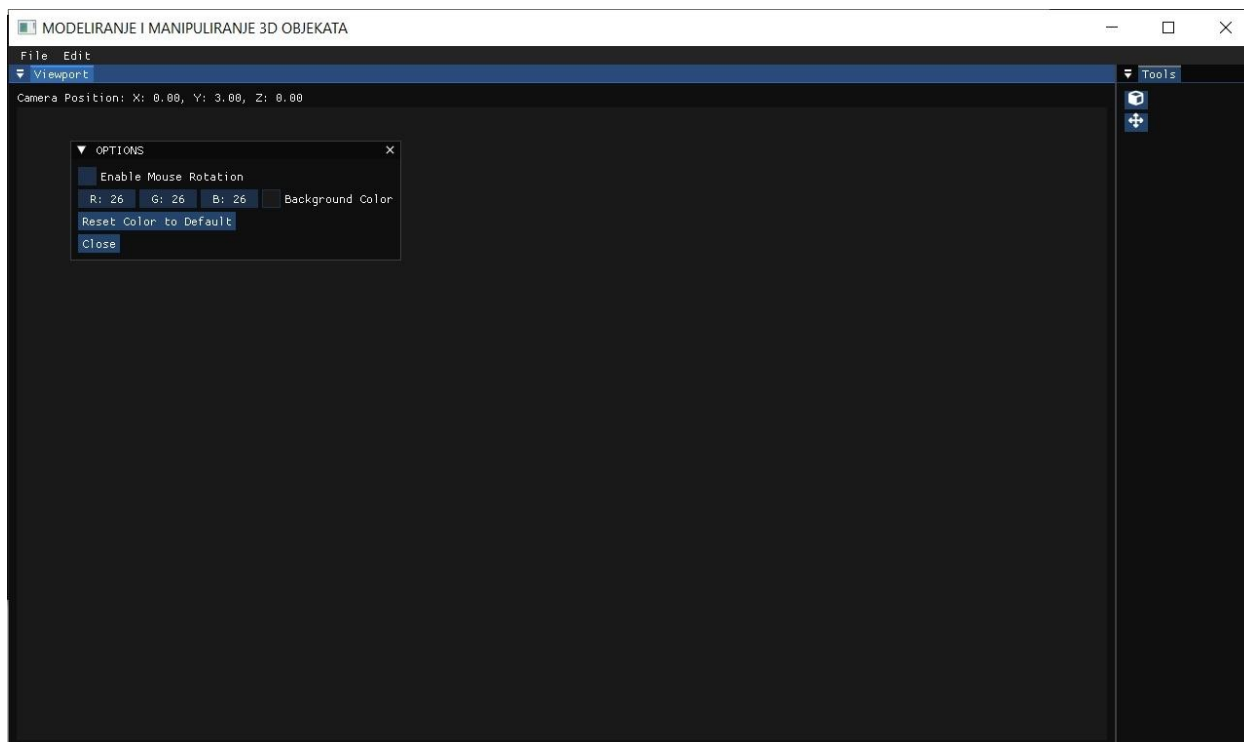 MODELIRANJE I MANIPULIRANJE 3D OBJEKATA
File Edit
Viewport
Tools
Camera Position: X: 0.00, Y: 3.00, Z: 0.00
OPTIONS
Enable Mouse Rotation
R: 26 G: 26 B: 26 Background Color
Reset Color to Default
Close